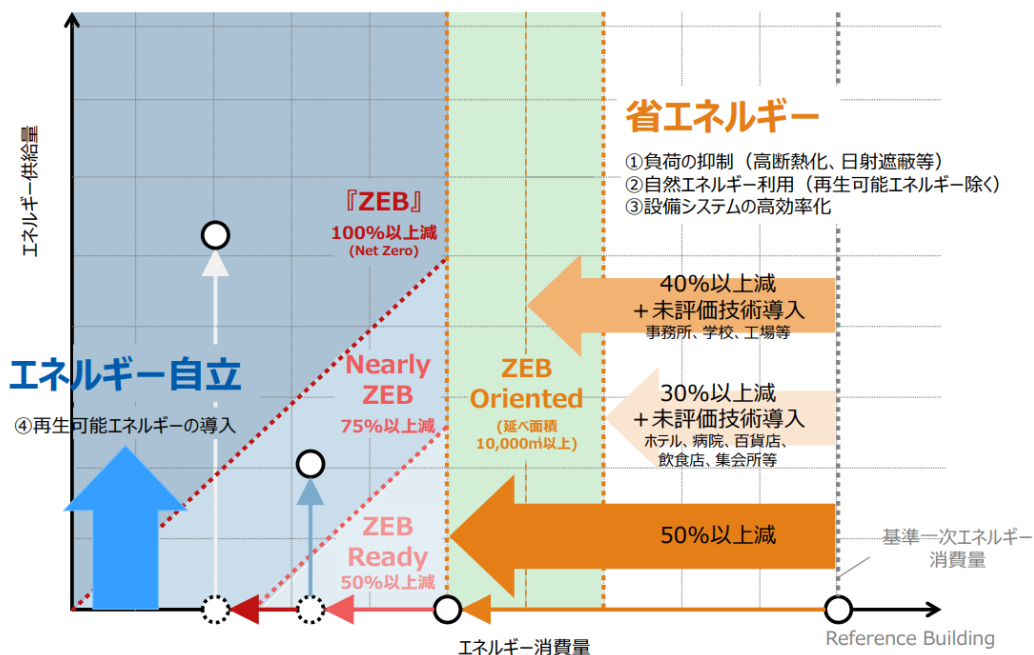 エネルギー供給量
省エネルギー
①負荷の抑制（高断熱化、日射遮蔽等）
②自然エネルギー利用（再生可能エネルギー除く）
③設備システムの高効率化
『ZEB』
100%以上減
(Net Zero)
40%以上減
＋未評価技術導入
事務所、学校、工場等
エネルギー自立
④再生可能エネルギーの導入
Nearly
ZEB
75%以上減
ZEB
Oriented
(延べ面積
10,000㎡以上)
30%以上減
＋未評価技術導入
ホテル、病院、百貨店、
飲食店、集会所等
ZEB
Ready
50%以上減
50%以上減
基準一次エネルギー
消費量
エネルギー消費量
Reference Building